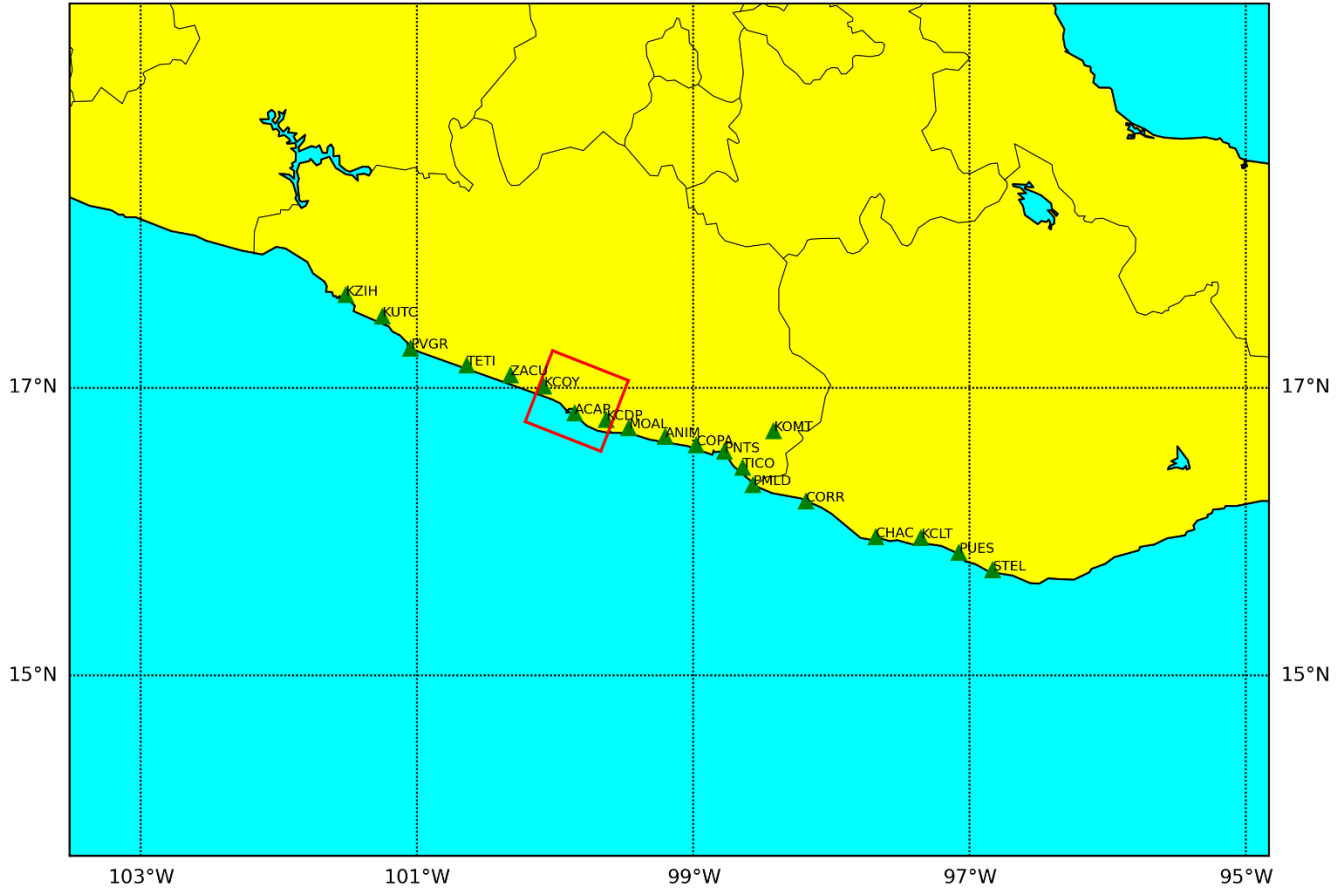 KZIH
KUTC
PVGR
TETI
ZACU
KCOY
17°N
17°N
ACAP
KCDP
MOAL
KOMT
ANIM
COPA
PNTS
TICO
PMLD
CORR
CHAC
KCLT
PUES
STEL
15°N
15°N
103°W
101°W
99°W
97°W
95°W